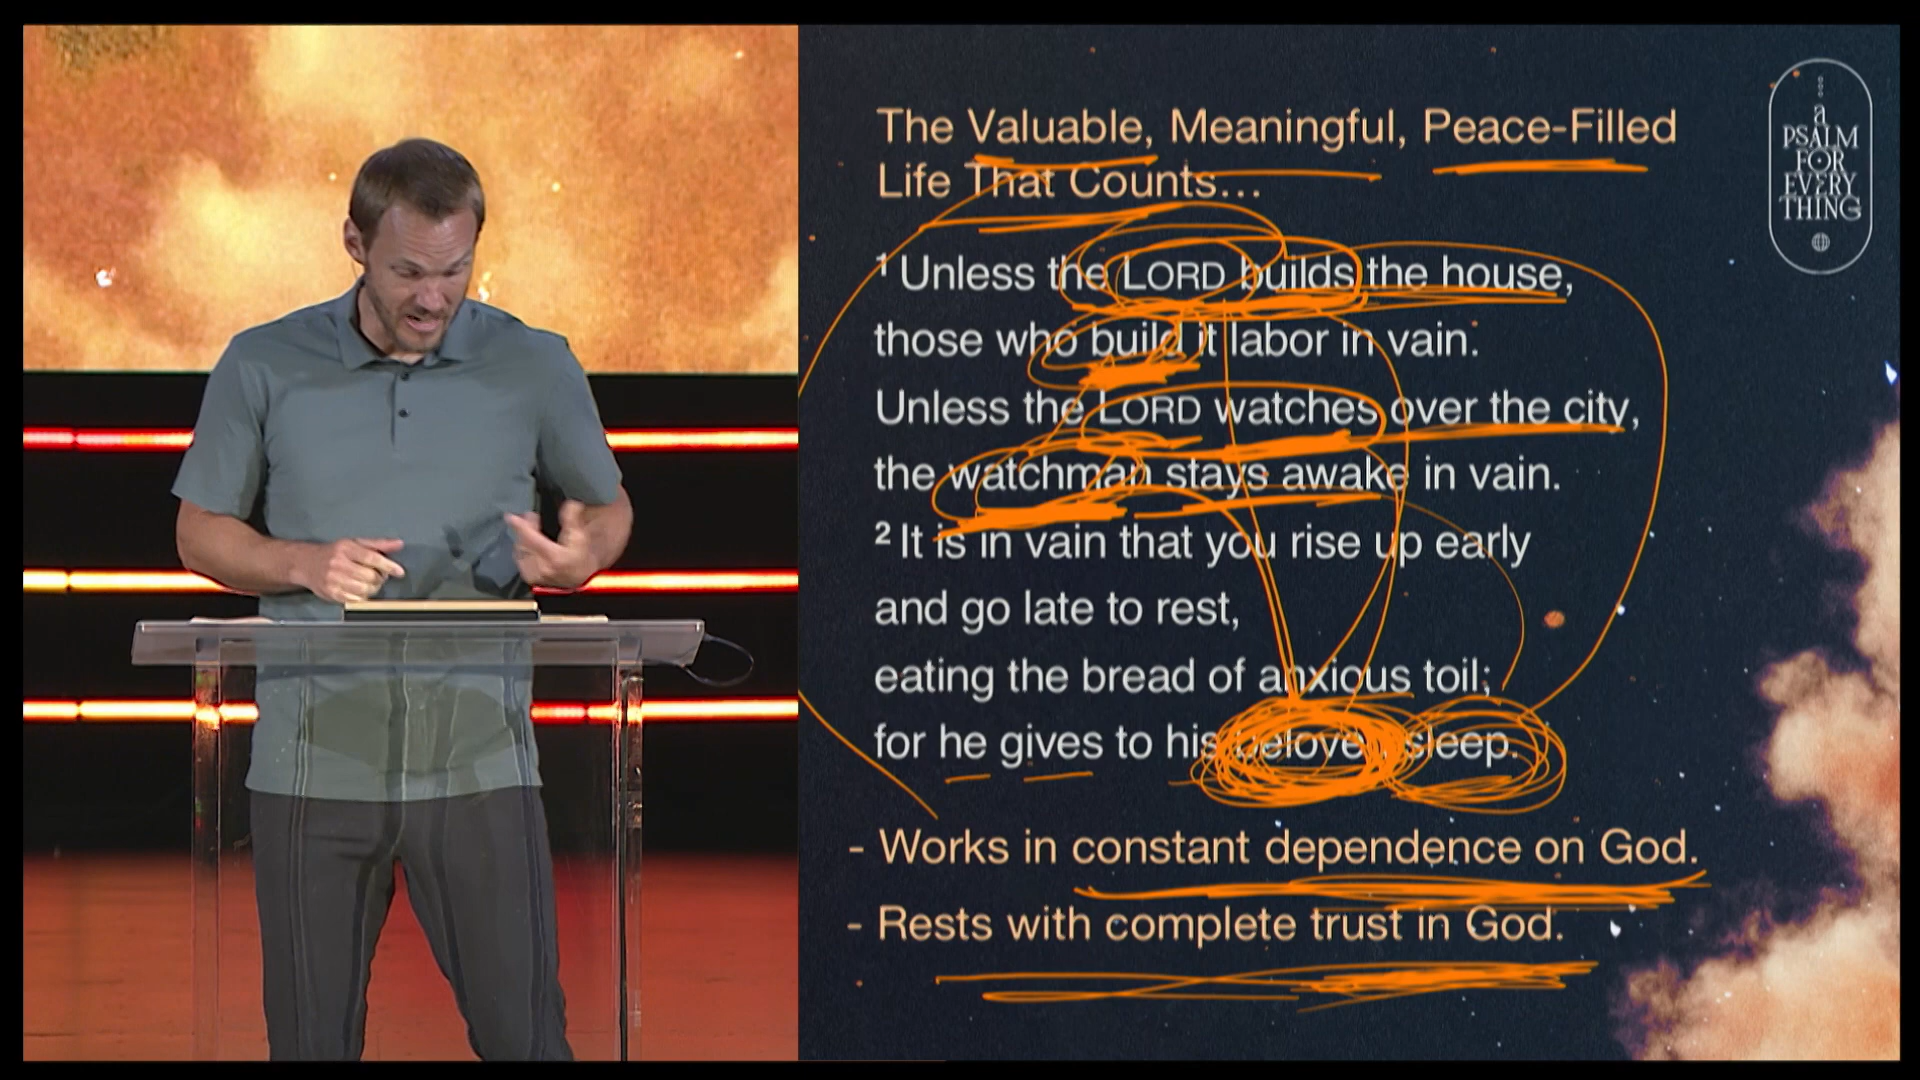 The Valuable, Meaningful, Peace-Filled
Life That Counts...
1 Unless the LORD builds the house,
those who build it labor in vain.
Unless the LORD watches over the city,
the watchman stays awake in vain.
2 It is in vain that you rise up early
and go late to rest,
eating the bread of anxious toil;
for he gives to his beloved sleep.
- Works in constant dependence on God.
- Rests with complete trust in God.
a
PSALM
FOR
EVERY
THING